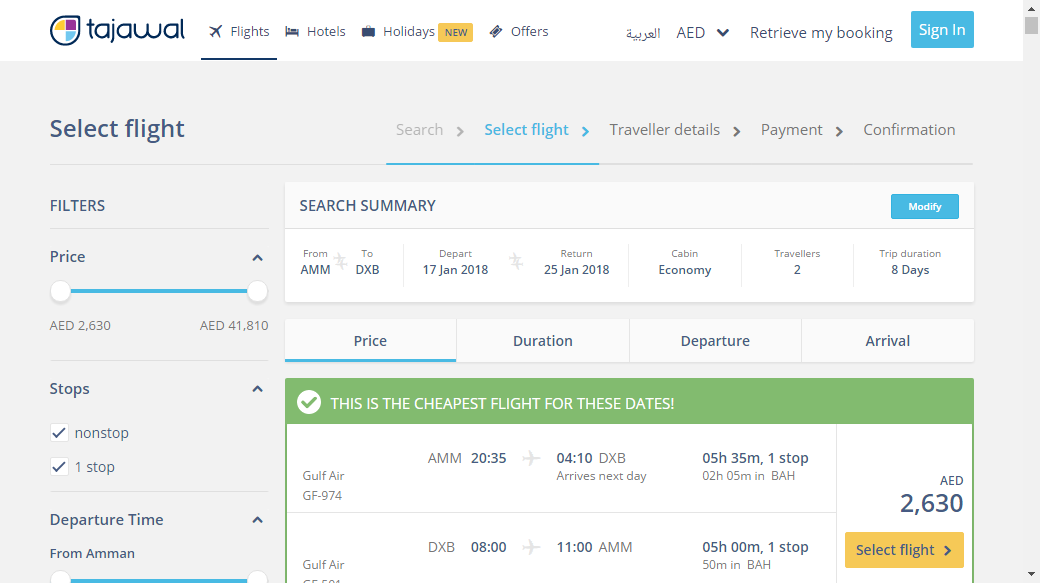 tajawal Flights Hotels Holidays NEW Offers العربية AED Retrieve my booking Sign In
Select flight
Search Select flight Traveller details Payment Confirmation
FILTERS
Price
AED 2,630 AED 41,810
Stops
nonstop
1 stop
Departure Time
From Amman
SEARCH SUMMARY Modify
From To Depart Return Cabin Travellers Trip duration
AMM DXB 17 Jan 2018 25 Jan 2018 Economy 2 8 Days
Price Duration Departure Arrival
THIS IS THE CHEAPEST FLIGHT FOR THESE DATES!
AMM 20:35 04:10 DXB 05h 35m, 1 stop
Gulf Air Arrives next day 02h 05m in BAH
GF-974
DXB 08:00 11:00 AMM 05h 00m, 1 stop
Gulf Air 50m in BAH
AED
2,630
Select flight